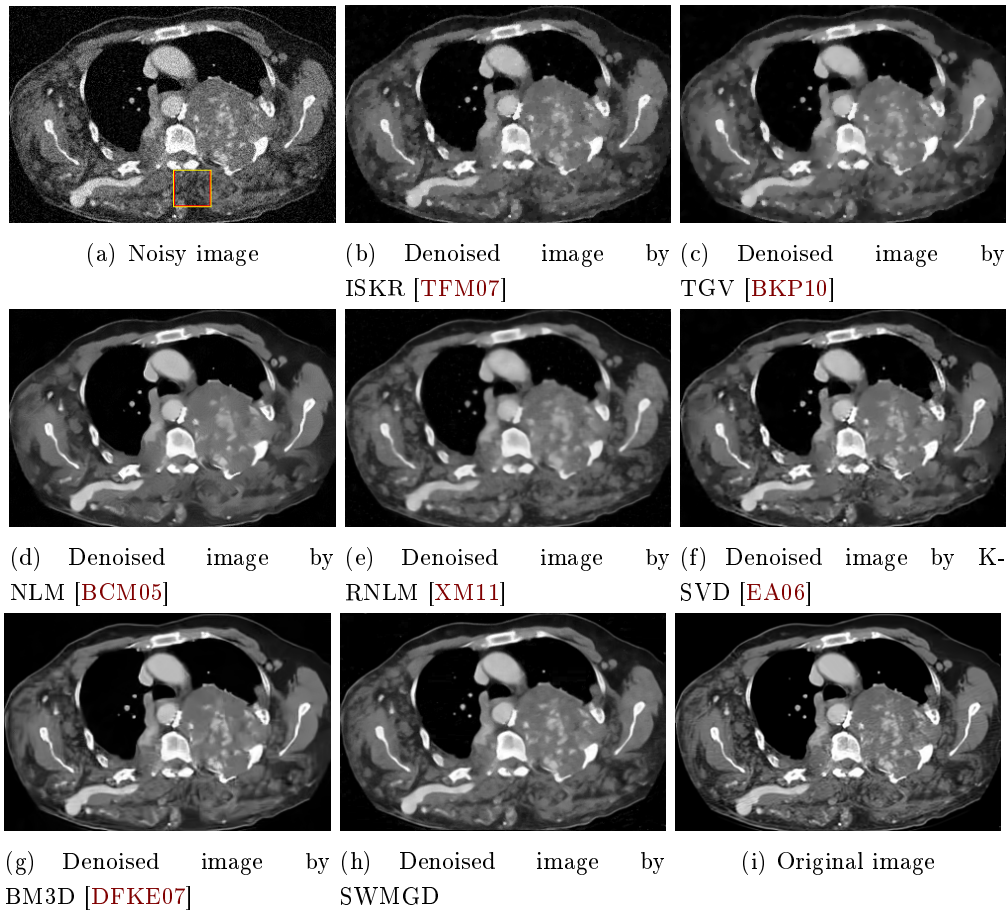 (a) Noisy image
(b) Denoised image by
ISKR [TFM07]
(c) Denoised image by
TGV [BKP10]
(d) Denoised image by
NLM [BCM05]
(e) Denoised image by
RNLM [XM11]
(f) Denoised image by K-
SVD [EA06]
(g) Denoised image by
BM3D [DFKE07]
(h) Denoised image by
SWMGD
(i) Original image